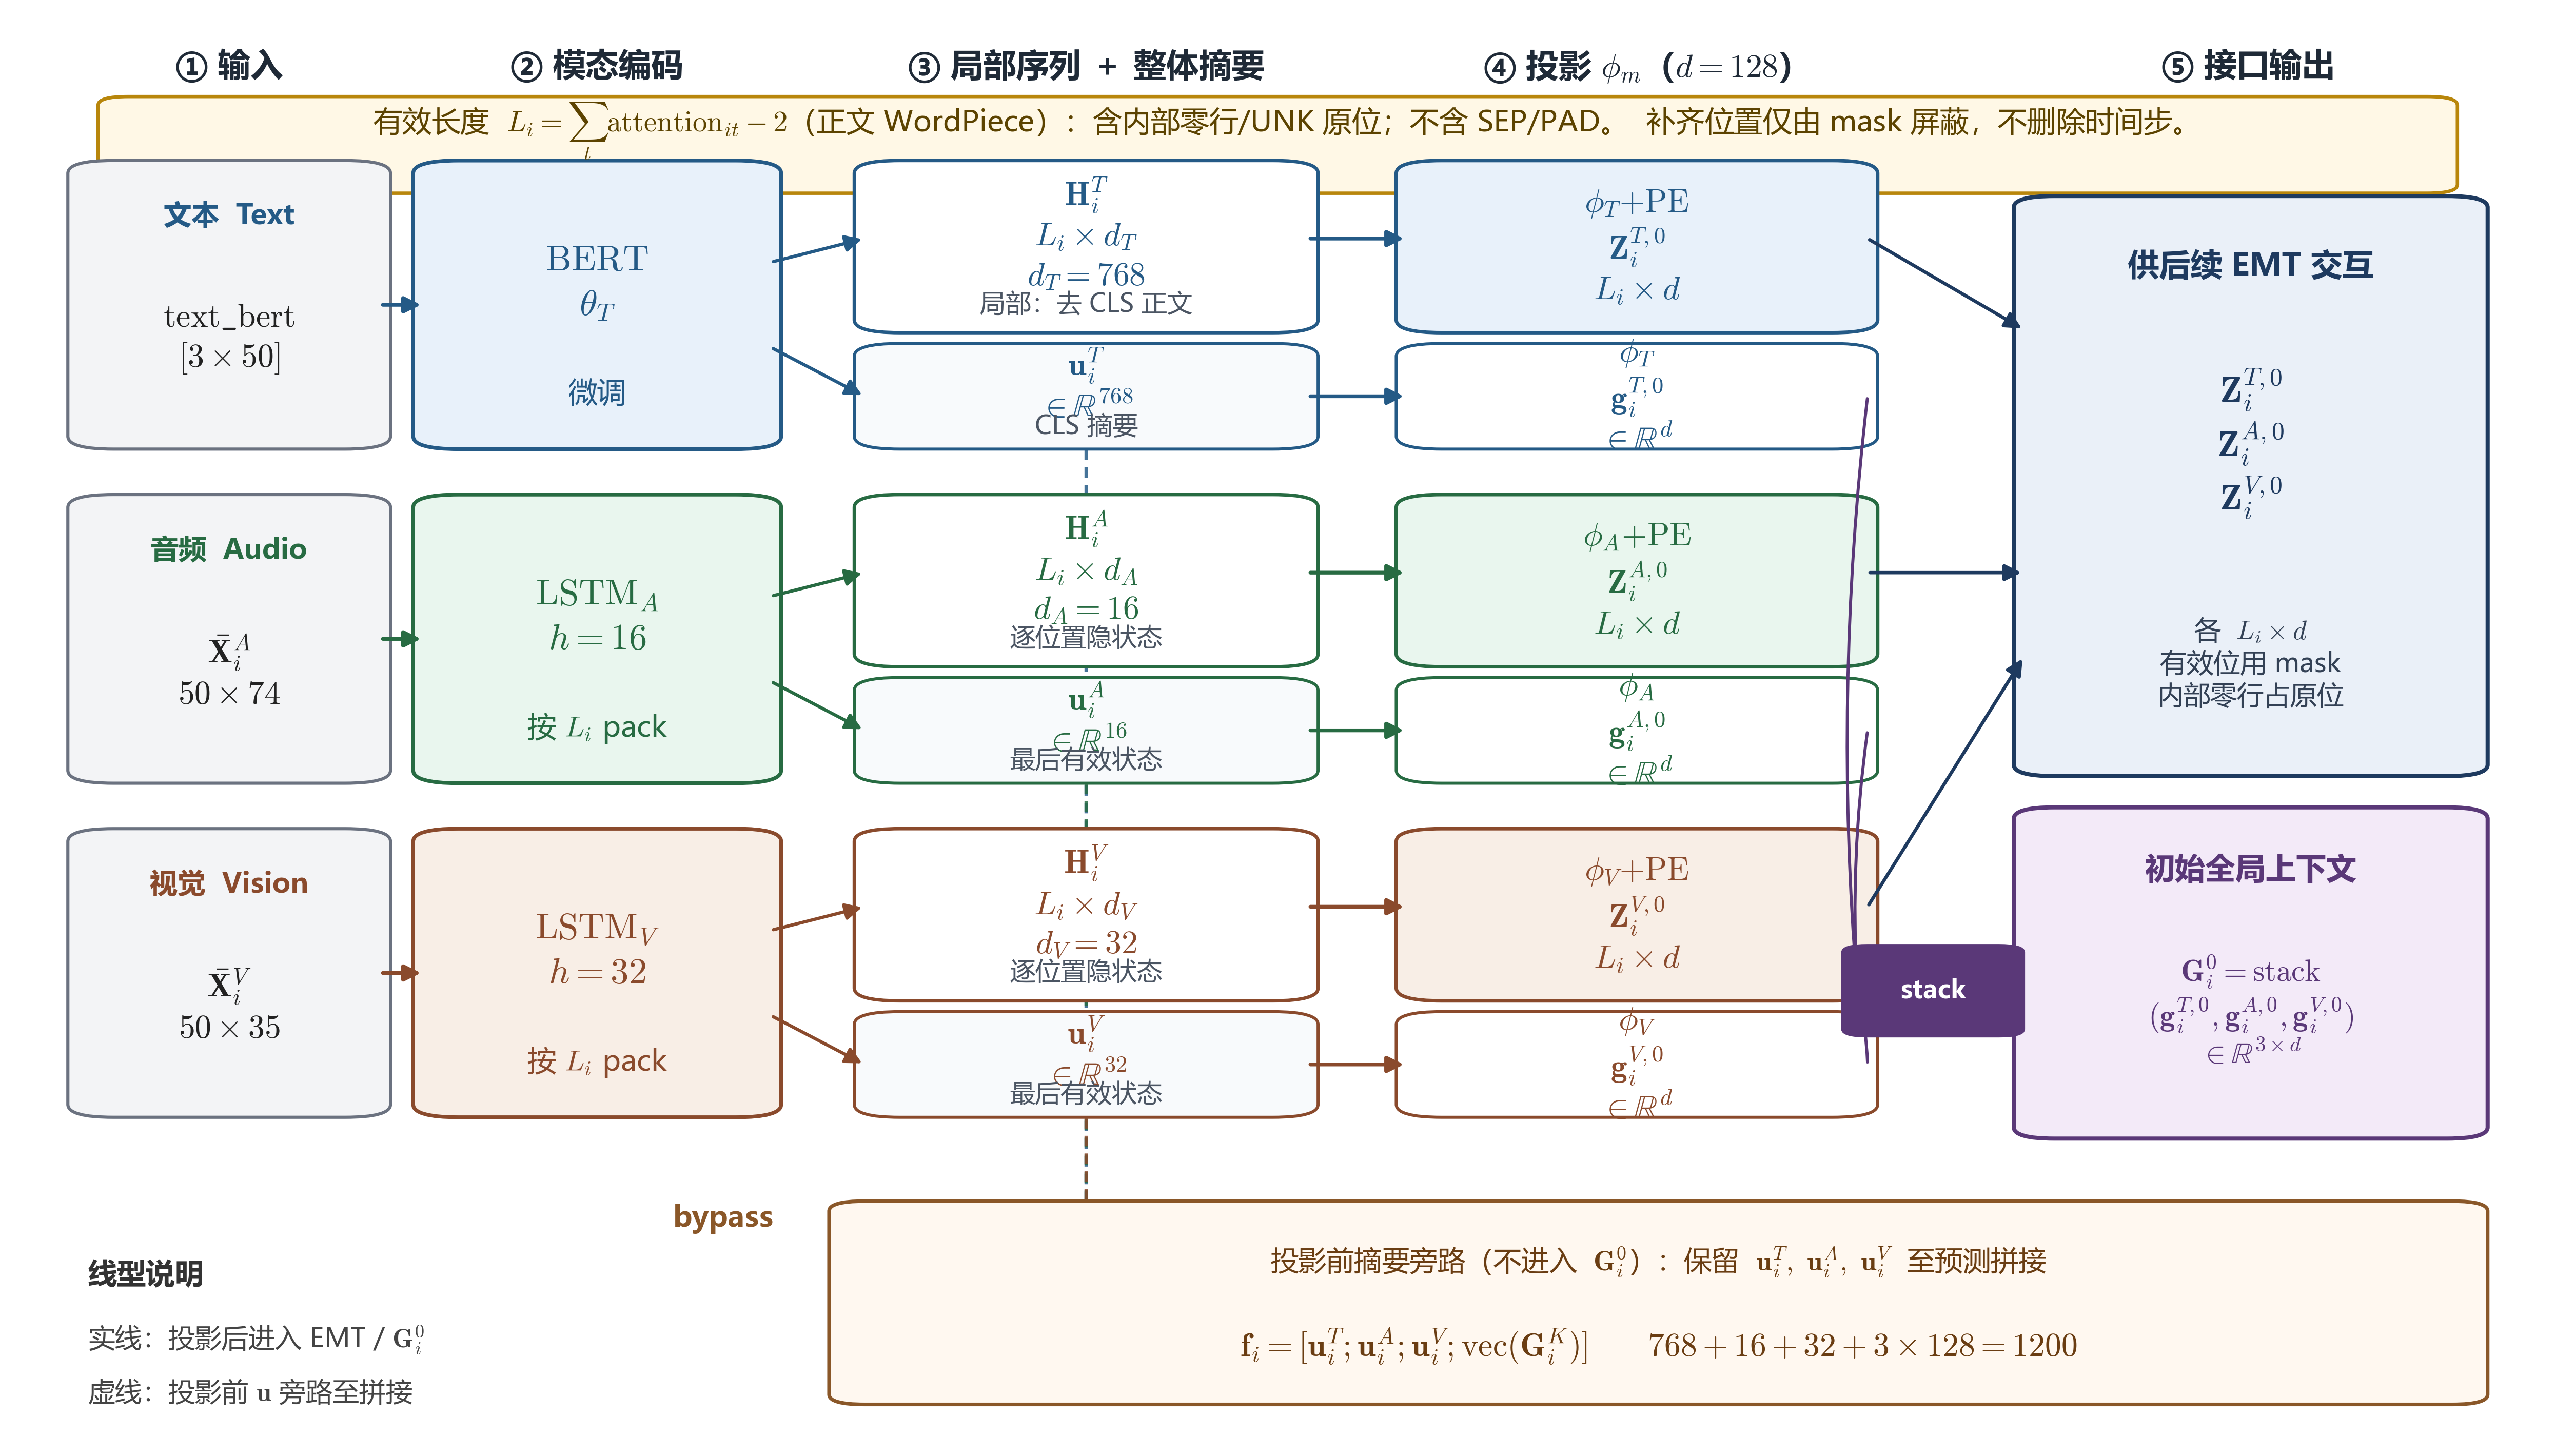 ① 输入
② 模态编码
③ 局部序列 + 整体摘要
④ 投影 ϕ_m (d = 128)
⑤ 接口输出
有效长度 L_i = ∑_t attention_{it} − 2（正文 WordPiece）：含内部零行/UNK 原位；不含 SEP/PAD。 补齐位置仅由 mask 屏蔽，不删除时间步。
文本 Text
text_bert
[3 × 50]
BERT
θ_T
微调
H_i^T
L_i × d_T
d_T = 768
局部：去 CLS 正文
u_i^T
∈ ℝ^{768}
CLS 摘要
ϕ_T+PE
Z_i^{T,0}
L_i × d
ϕ_T
g_i^{T,0}
∈ ℝ^d
音频 Audio
X̄_i^A
50 × 74
LSTM_A
h = 16
按 L_i pack
H_i^A
L_i × d_A
d_A = 16
逐位置隐状态
u_i^A
∈ ℝ^{16}
最后有效状态
ϕ_A+PE
Z_i^{A,0}
L_i × d
ϕ_A
g_i^{A,0}
∈ ℝ^d
视觉 Vision
X̄_i^V
50 × 35
LSTM_V
h = 32
按 L_i pack
H_i^V
L_i × d_V
d_V = 32
逐位置隐状态
u_i^V
∈ ℝ^{32}
最后有效状态
ϕ_V+PE
Z_i^{V,0}
L_i × d
ϕ_V
g_i^{V,0}
∈ ℝ^d
供后续 EMT 交互
Z_i^{T,0}
Z_i^{A,0}
Z_i^{V,0}
各 L_i × d
有效位用 mask
内部零行占原位
stack
初始全局上下文
G_i^0 = stack
(g_i^{T,0}, g_i^{A,0}, g_i^{V,0})
∈ ℝ^{3×d}
bypass
投影前摘要旁路（不进入 G_i^0）：保留 u_i^T, u_i^A, u_i^V 至预测拼接
f_i = [u_i^T; u_i^A; u_i^V; vec(G_i^K)] 768 + 16 + 32 + 3 × 128 = 1200
线型说明
实线：投影后进入 EMT / G_i^0
虚线：投影前 u 旁路至拼接